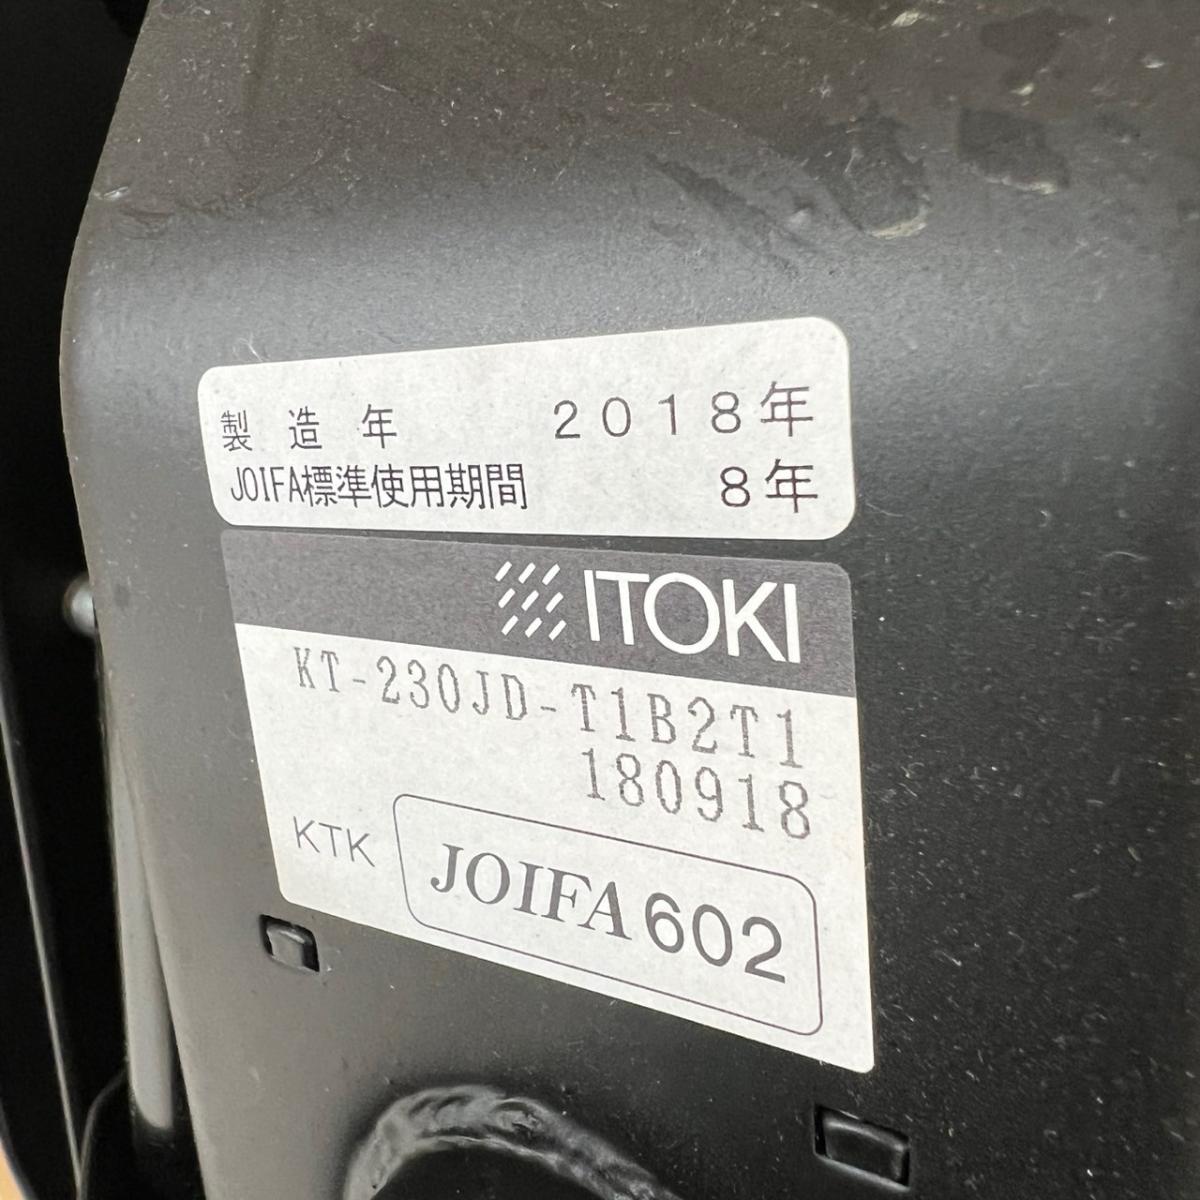 製造年 2018年
JOIFA標準使用期間 8年
ITOKI
KT-230JD-T1B2T1
180918
KTK JOIFA602